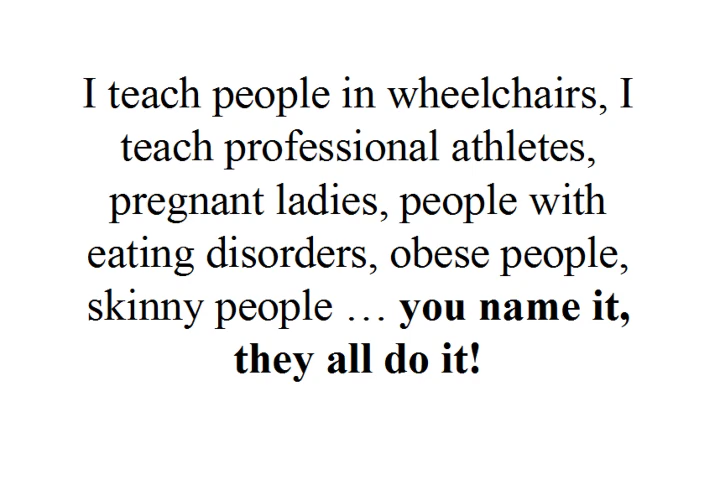 I teach people in wheelchairs, I
teach professional athletes,
pregnant ladies, people with
eating disorders, obese people,
skinny people … you name it,
they all do it!